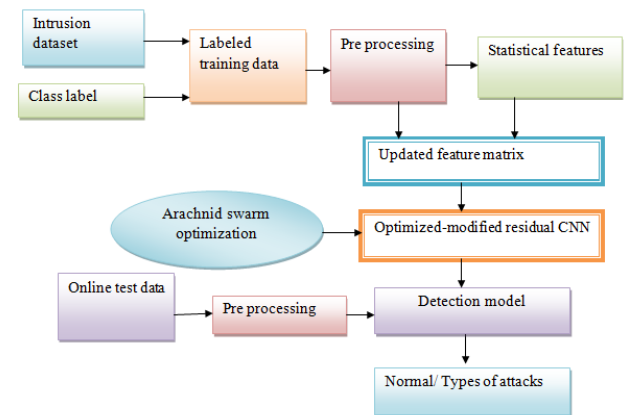 Intrusion
dataset
Class label
Labeled
training data
Pre processing
Statistical features
Updated feature matrix
Arachnid swarm
optimization
Optimized-modified residual CNN
Online test data
Pre processing
Detection model
Normal/ Types of attacks